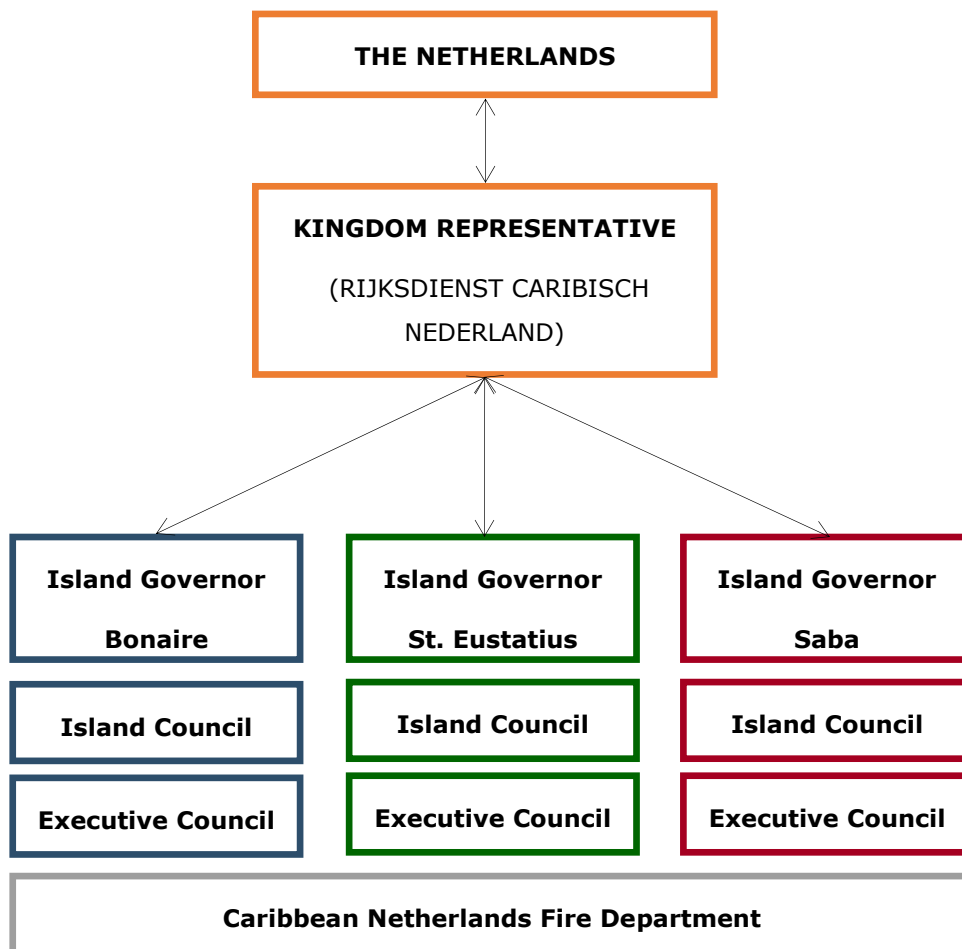 THE NETHERLANDS
KINGDOM REPRESENTATIVE
(RIJKSDIENST CARIBISCH
NEDERLAND)
Island Governor
Bonaire
Island Governor
St. Eustatius
Island Governor
Saba
Island Council
Island Council
Island Council
Executive Council
Executive Council
Executive Council
Caribbean Netherlands Fire Department